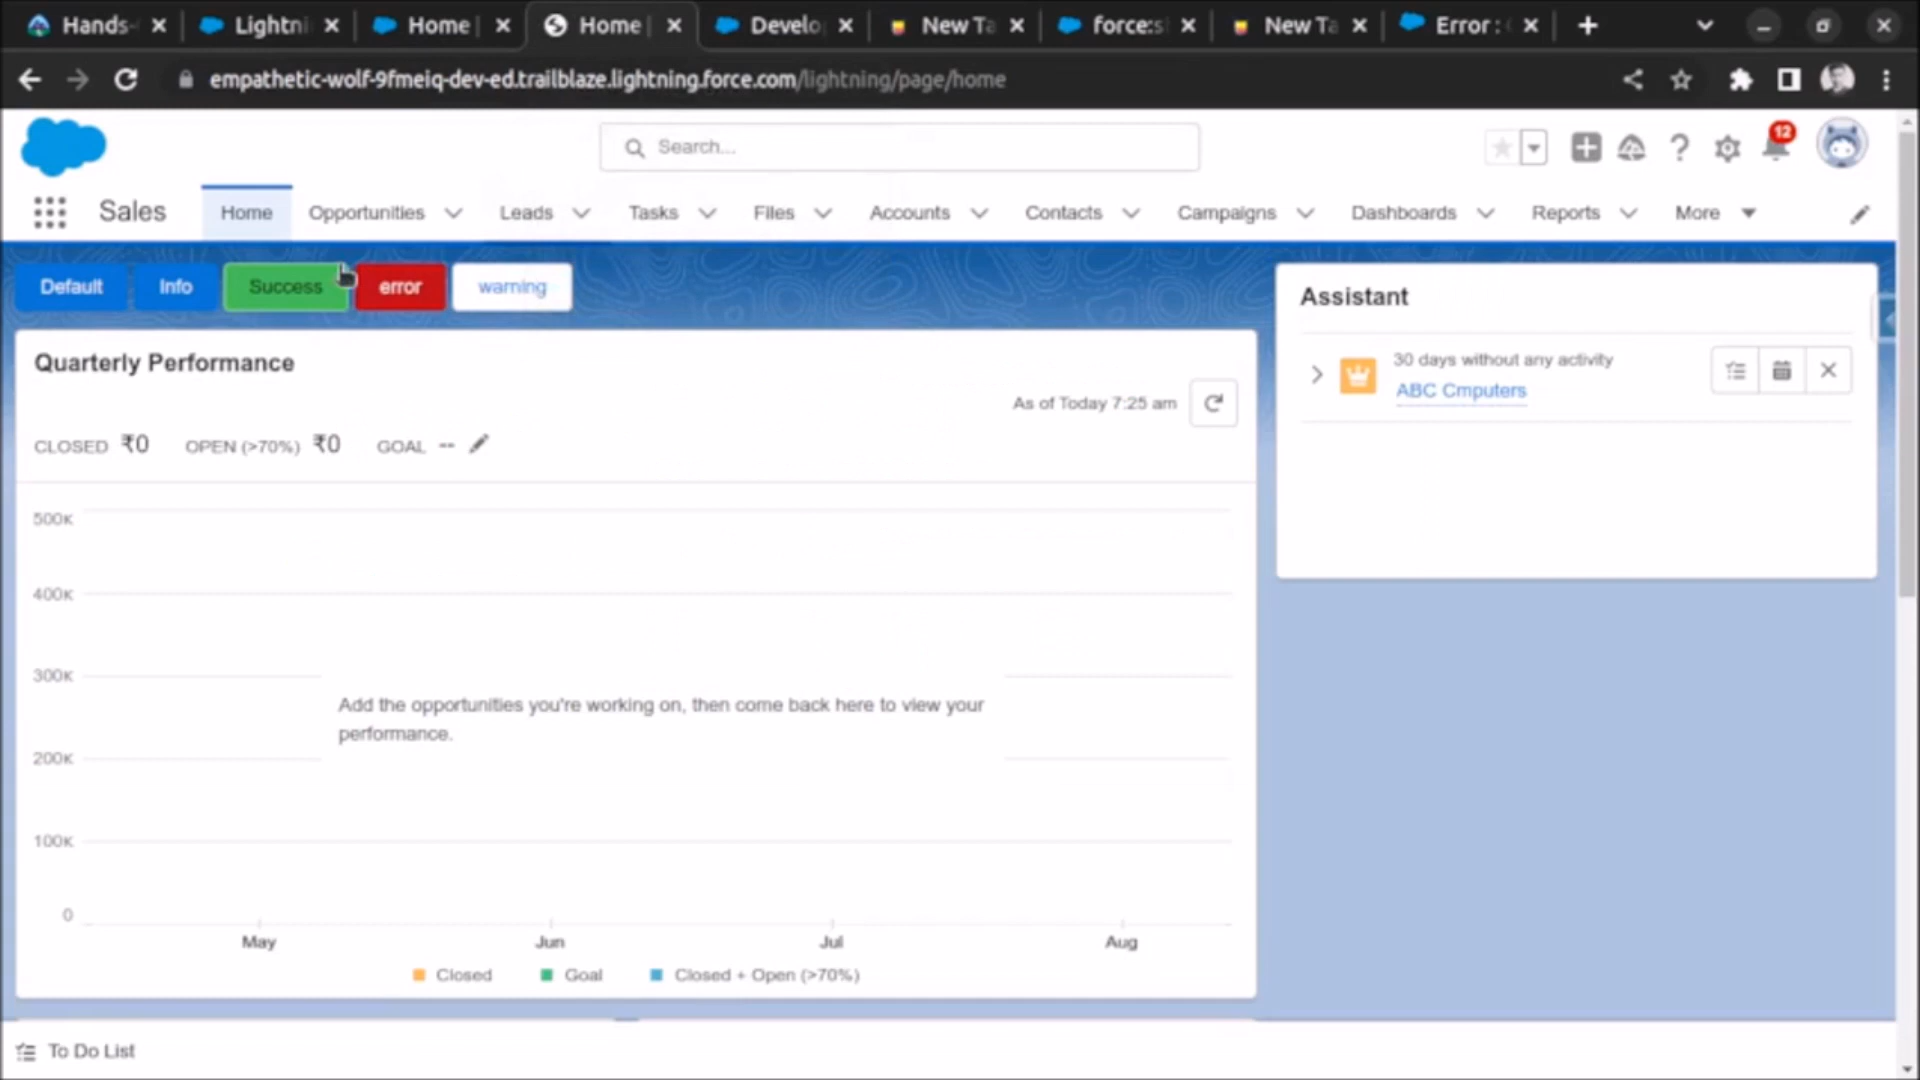 Hands-
Lightni
Home
Home
Develo
New Ta
force:s
New Ta
Error :
empathetic-wolf-9fmeiq-dev-ed.trailblaze.lightning.force.com/lightning/page/home
Search...
12
Sales
Home
Opportunities
Leads
Tasks
Files
Accounts
Contacts
Campaigns
Dashboards
Reports
More
Default
Info
Success
error
warning
Assistant
30 days without any activity
ABC Cmputers
Quarterly Performance
As of Today 7:25 am
CLOSED ₹0 OPEN (>70%) ₹0 GOAL --
500K
400K
300K
200K
100K
0
Add the opportunities you're working on, then come back here to view your
performance.
May
Jun
Jul
Aug
Closed
Goal
Closed + Open (>70%)
To Do List